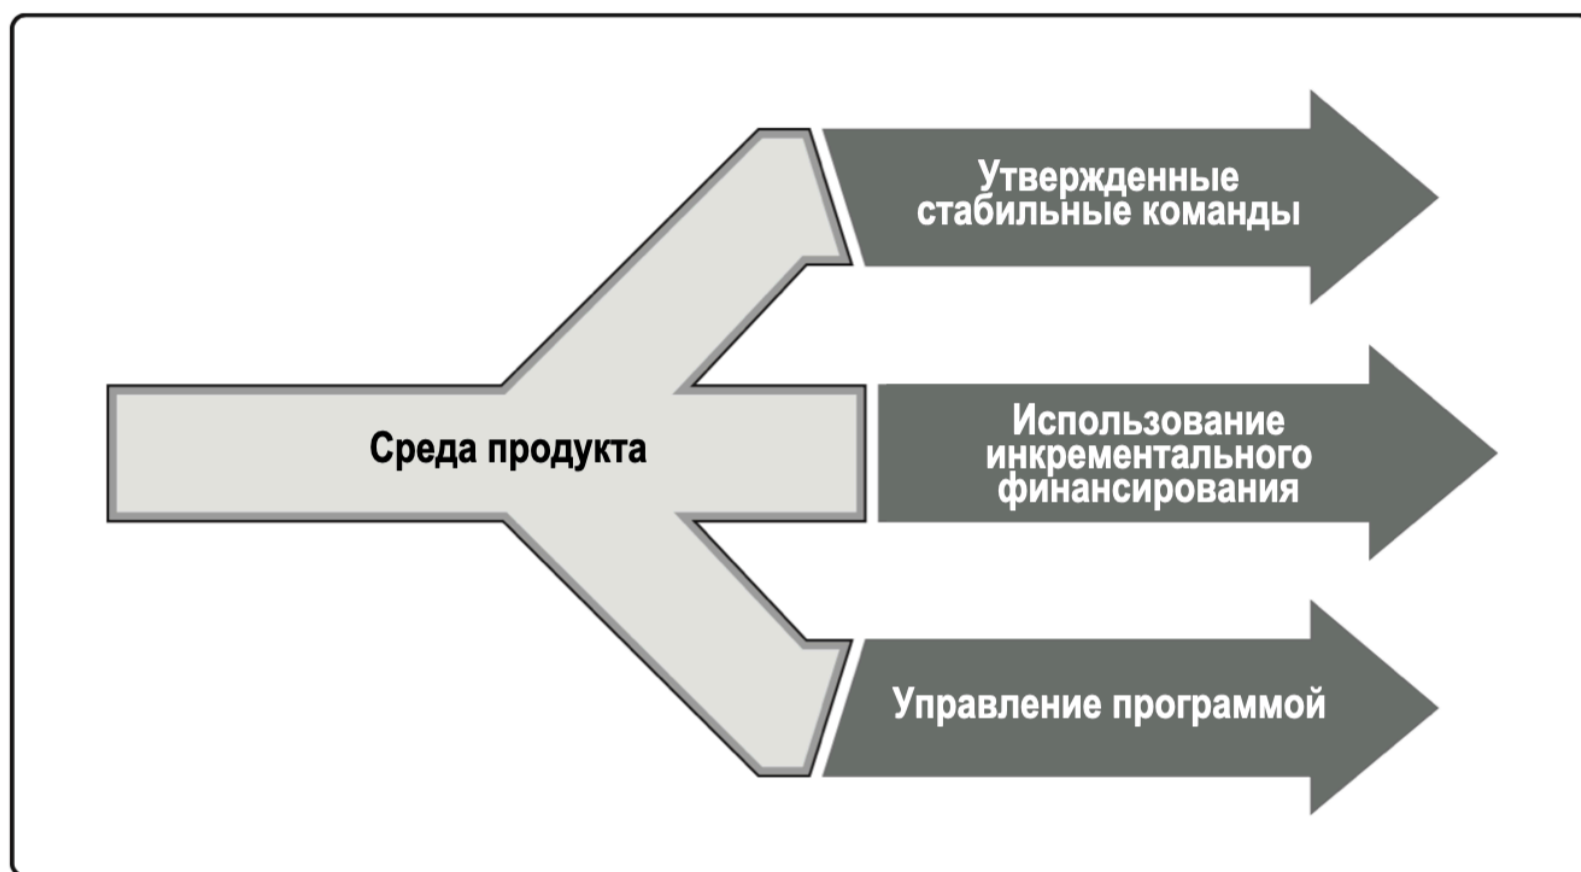 Утвержденные
стабильные команды
Среда продукта
Использование
инкрементального
финансирования
Управление программой